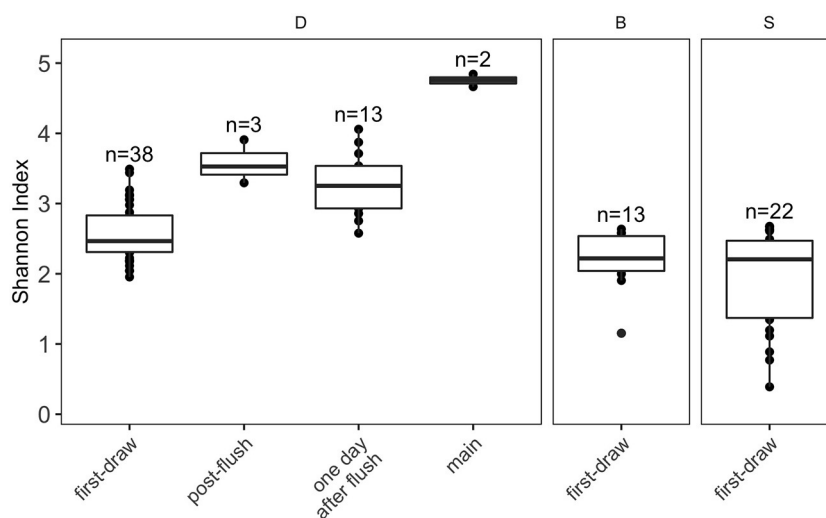 D
B
S
Shannon Index
5
4
3
2
1
0
n=38
n=3
n=13
n=2
n=13
n=22
first-draw
post-flush
one day
after flush
main
first-draw
first-draw